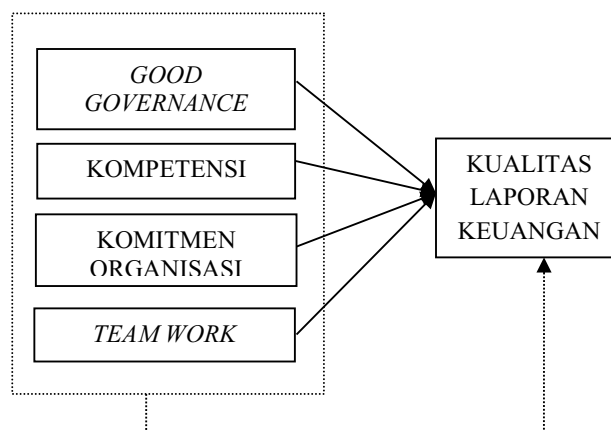 GOOD
GOVERNANCE
KOMPETENSI
KOMITMEN
ORGANISASI
TEAM WORK
KUALITAS
LAPORAN
KEUANGAN